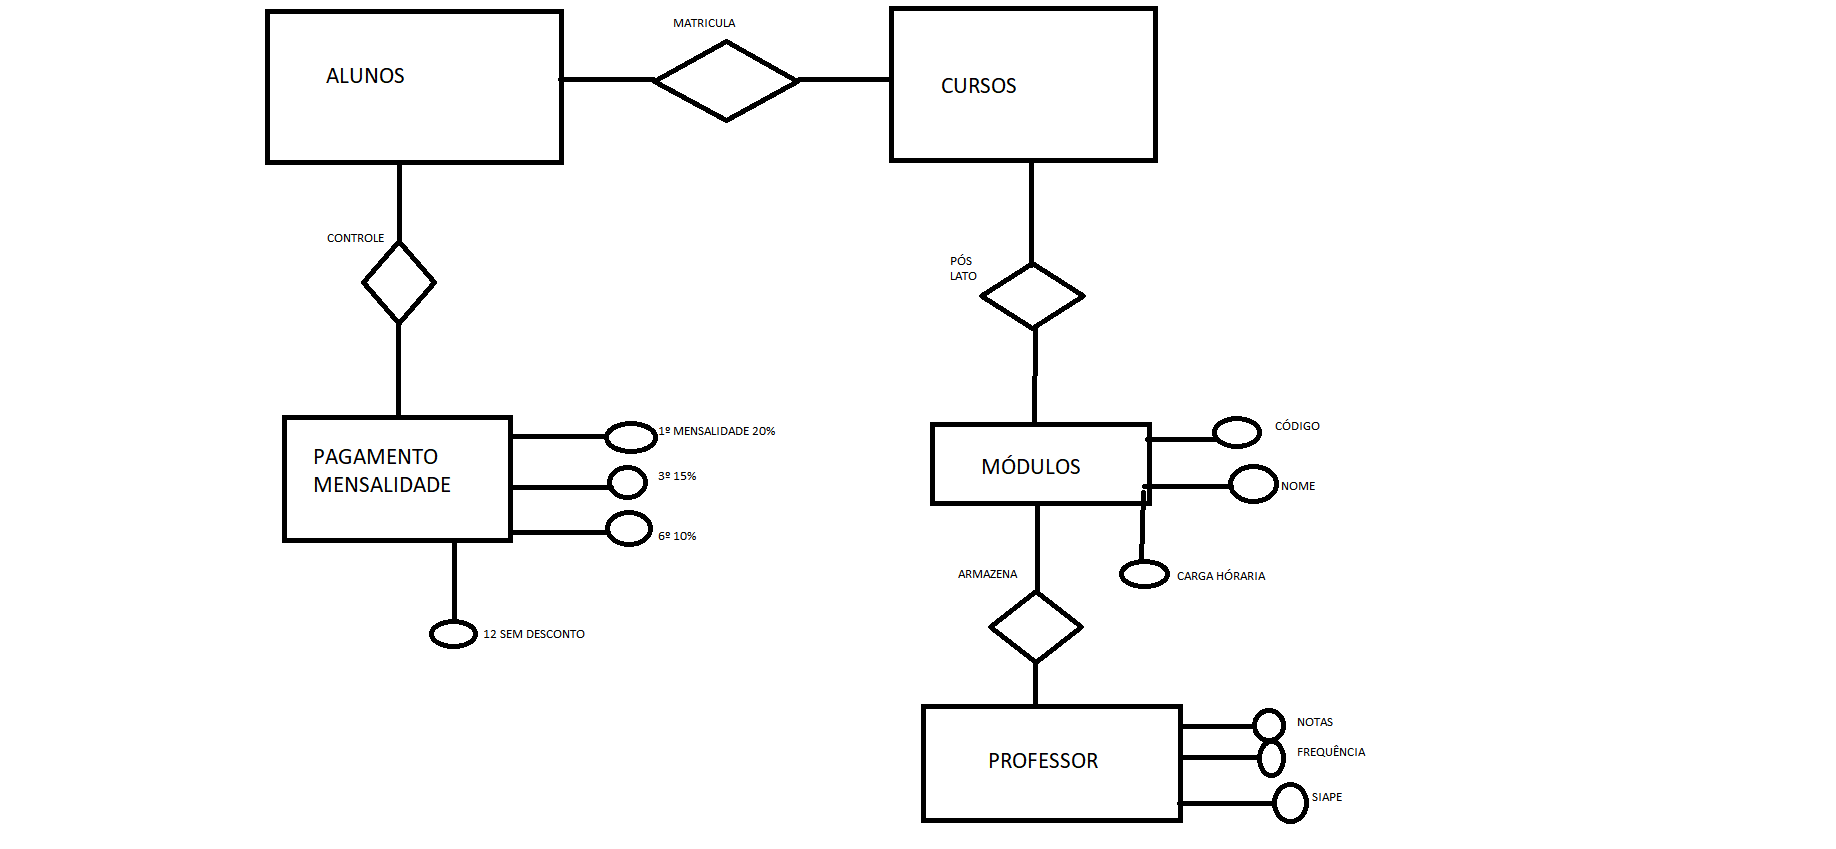 MATRICULA
ALUNOS
CURSOS
CONTROLE
PÓS
LATO
PAGAMENTO
MENSALIDADE
1º MENSALIDADE 20%
3º 15%
6º 10%
12 SEM DESCONTO
MÓDULOS
CÓDIGO
NOME
CARGA HÓRARIA
ARMAZENA
PROFESSOR
NOTAS
FREQUÊNCIA
SIAPE